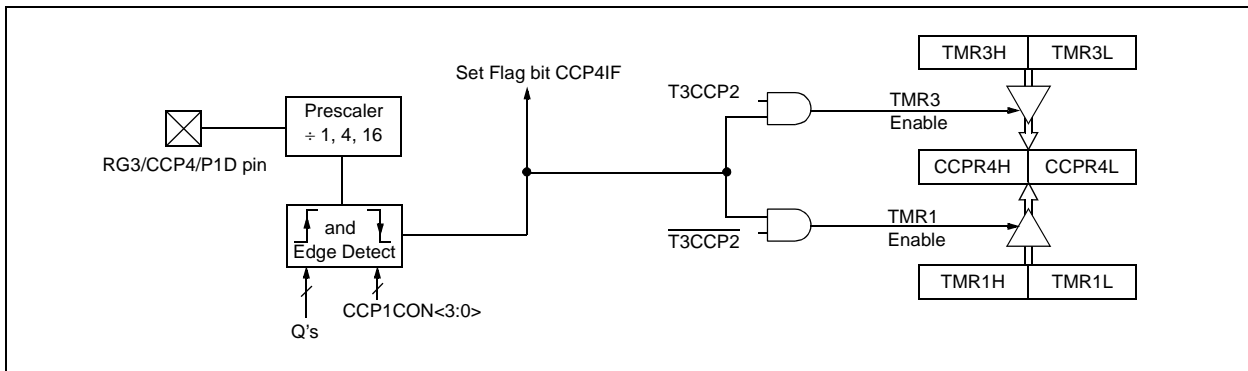 Set Flag bit CCP4IF
Prescaler
÷ 1, 4, 16
RG3/CCP4/P1D pin
and
Edge Detect
Q's
CCP1CON<3:0>
T3CCP2
TMR3
Enable
T3CCP2
TMR1
Enable
TMR3H TMR3L
CCPR4H CCPR4L
TMR1H TMR1L